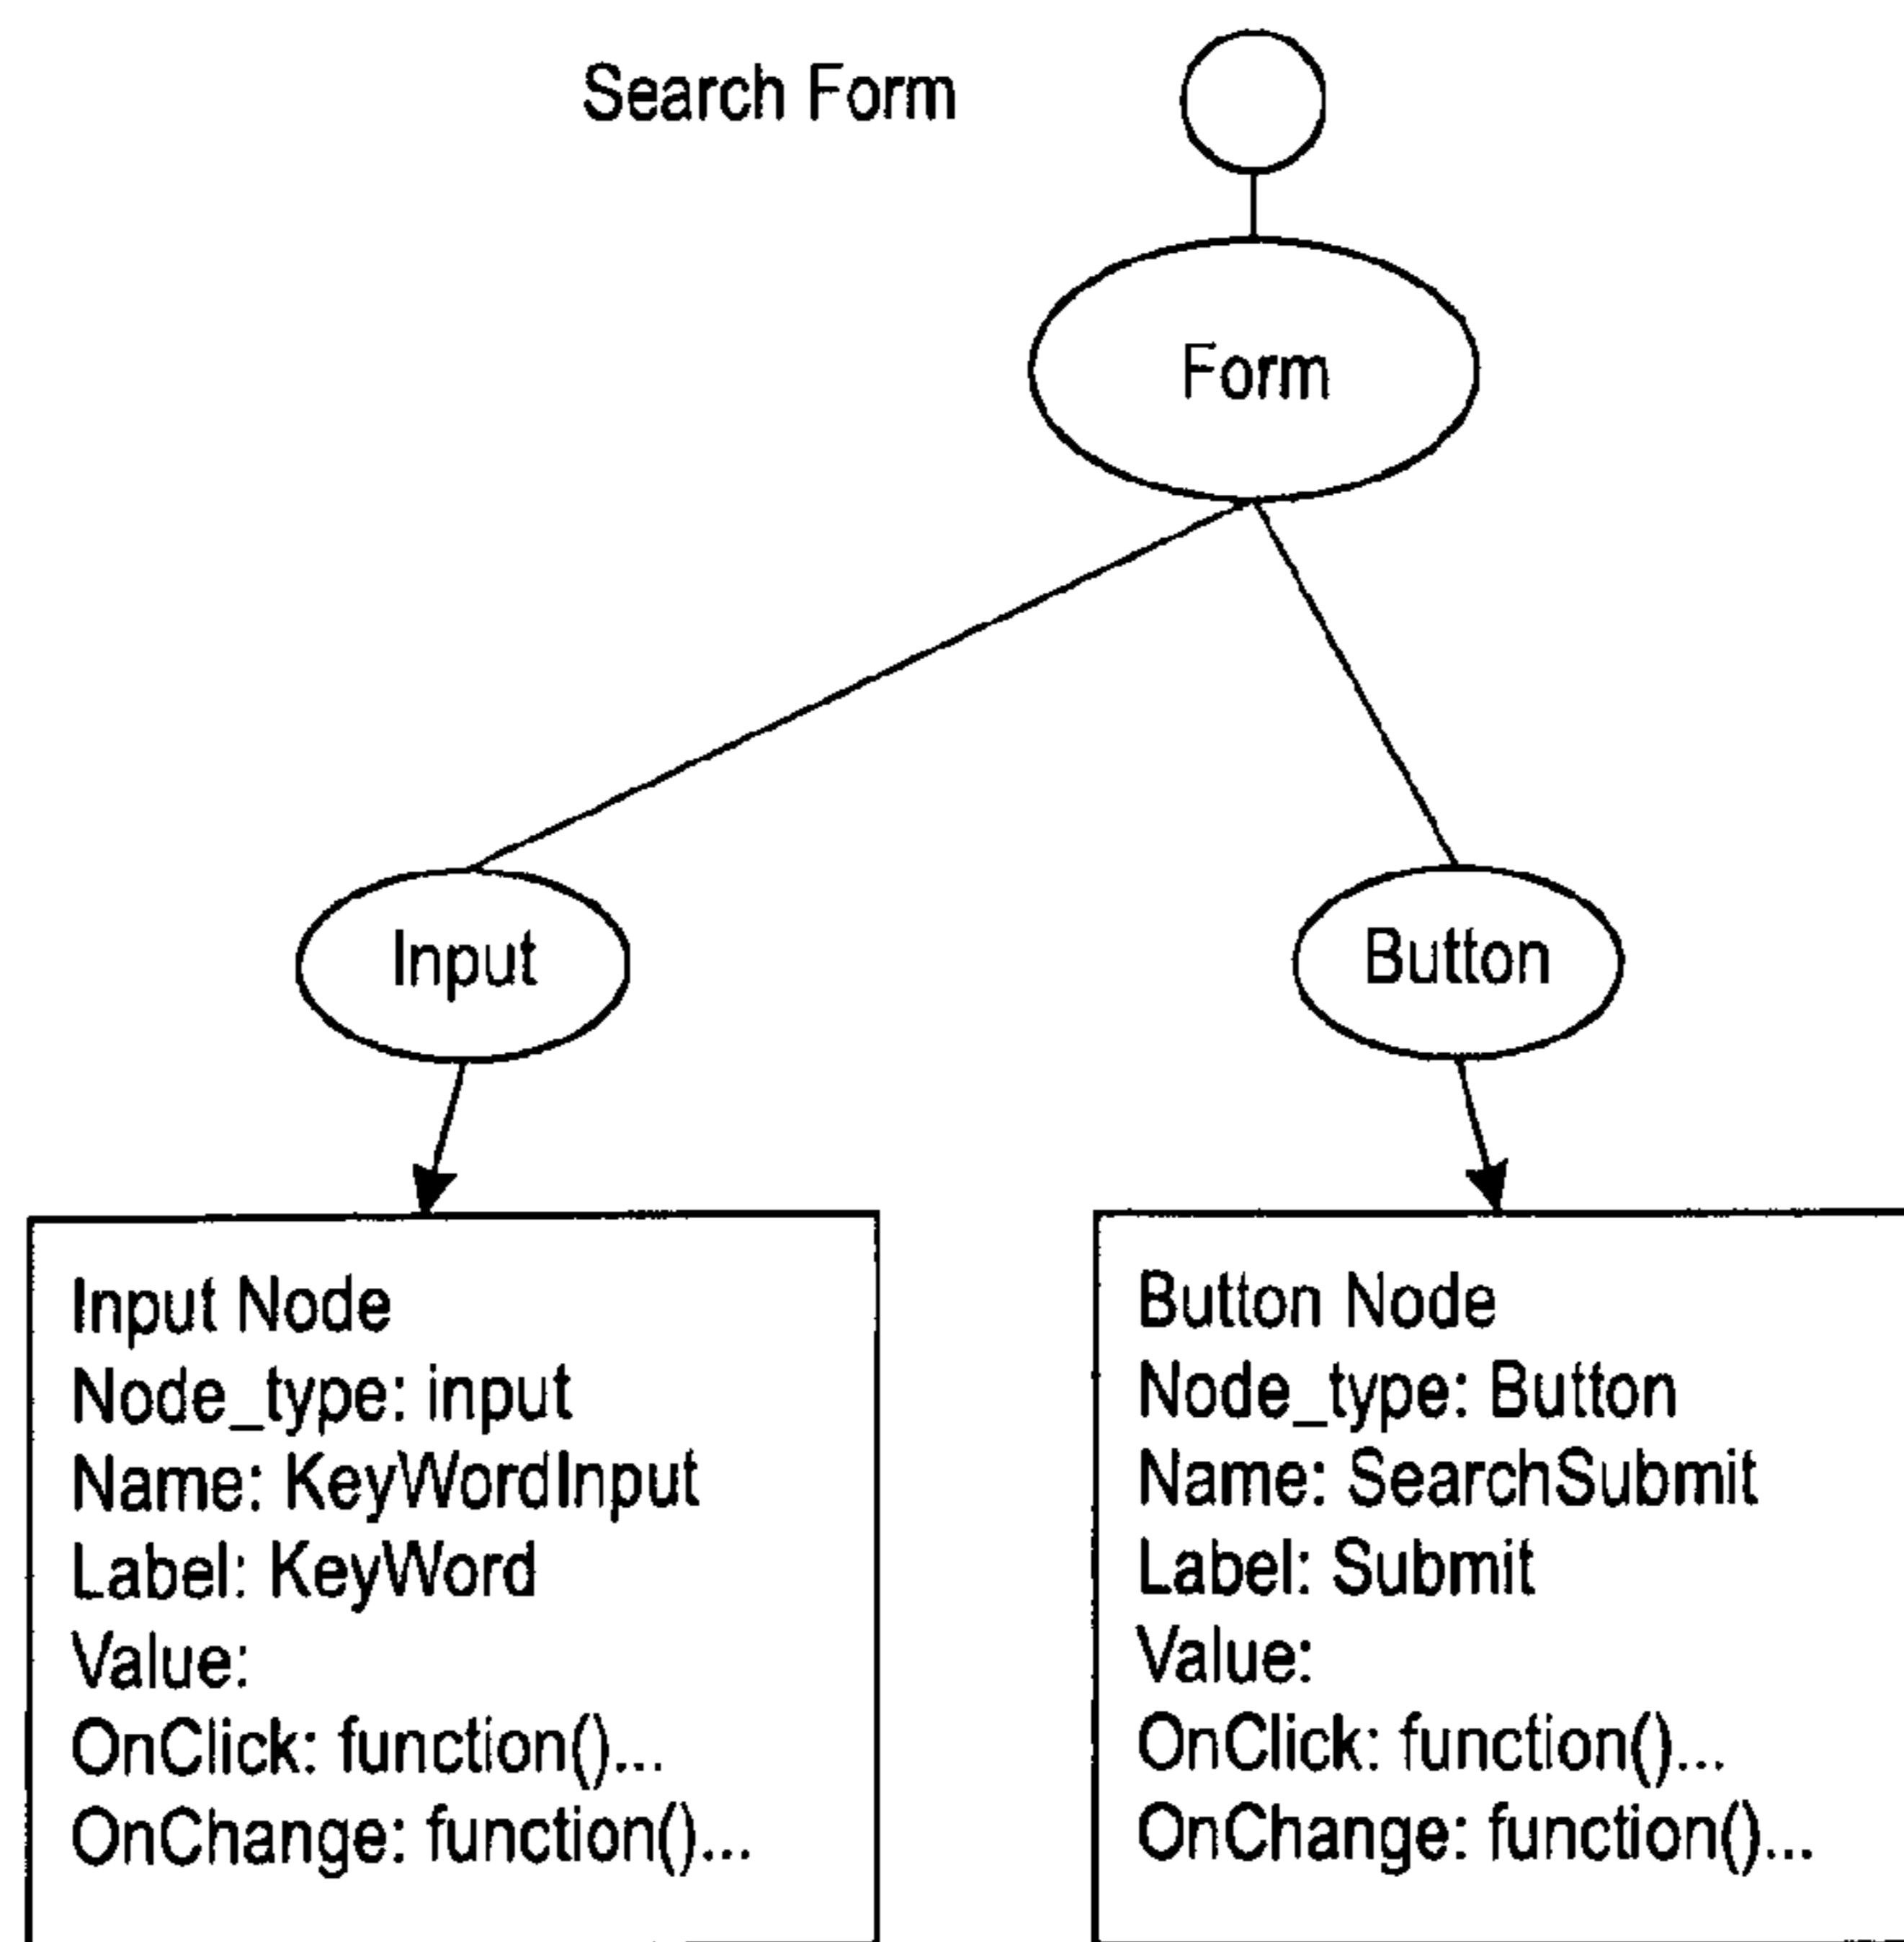 Search Form
Form
Input
Button
Input Node
Node_type: input
Name: KeyWordInput
Label: KeyWord
Value:
OnClick: function()...
OnChange: function()...
Button Node
Node_type: Button
Name: SearchSubmit
Label: Submit
Value:
OnClick: function()...
OnChange: function()...